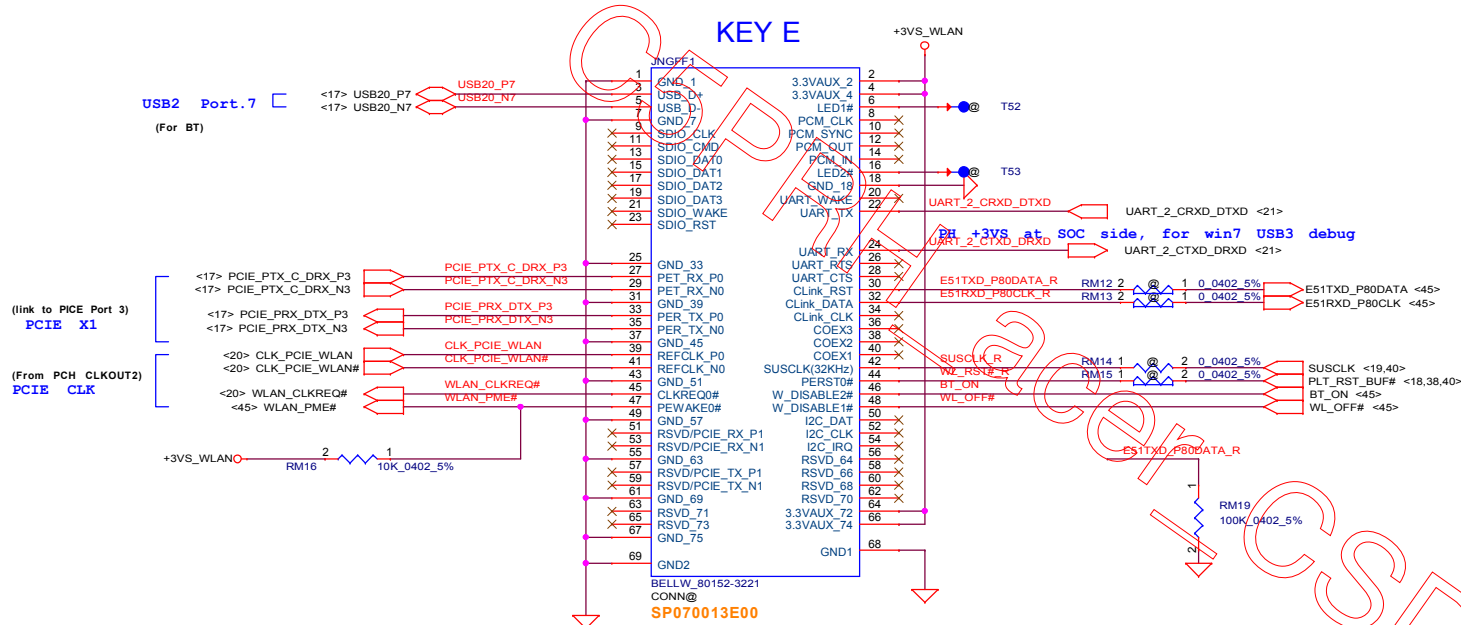 KEY E
+3VS_WLAN
JNGFF1
1 GND_1 3.3VAUX_2 2
USB2 Port.7 <17> USB20_P7 USB20_P7 3 USB_D+ 3.3VAUX_4 4
<17> USB20_N7 USB20_N7 5 USB_D- LED1# 6 @ T52
(For BT)
7 GND_7 PCM_CLK 8
9 SDIO_CLK PCM_SYNC 10
11 SDIO_CMD PCM_OUT 12
13 SDIO_DAT0 PCM_IN 14
15 SDIO_DAT1 LED2# 16 @ T53
17 SDIO_DAT2 GND_18 18
19 SDIO_DAT3 UART_WAKE 20
21 SDIO_WAKE UART_TX 22 UART_2_CRXD_DTXD UART_2_CRXD_DTXD <21>
23 SDIO_RST
PH +3VS at SOC side, for win7 USB3 debug
UART_RX 24 UART_2_CTXD_DRXD UART_2_CTXD_DRXD <21>
25 GND_33 UART_RTS 26
<17> PCIE_PTX_C_DRX_P3 PCIE_PTX_C_DRX_P3 27 PET_RX_P0 UART_CTS 28
<17> PCIE_PTX_C_DRX_N3 PCIE_PTX_C_DRX_N3 29 PET_RX_N0 CLink_RST 30 E51TXD_P80DATA_R RM12 2 @ 1 0_0402_5% E51TXD_P80DATA <45>
31 GND_39 CLink_DATA 32 E51RXD_P80CLK_R RM13 2 @ 1 0_0402_5% E51RXD_P80CLK <45>
(link to PICE Port 3)
PCIE X1
<17> PCIE_PRX_DTX_P3 PCIE_PRX_DTX_P3 33 PER_TX_P0 CLink_CLK 34
<17> PCIE_PRX_DTX_N3 PCIE_PRX_DTX_N3 35 PER_TX_N0 COEX3 36
37 GND_45 COEX2 38
<20> CLK_PCIE_WLAN CLK_PCIE_WLAN 39 REFCLK_P0 COEX1 40
<20> CLK_PCIE_WLAN# CLK_PCIE_WLAN# 41 REFCLK_N0 SUSCLK(32KHz) 42 SUSCLK_R RM14 1 @ 2 0_0402_5% SUSCLK <19,40>
(From PCH CLKOUT2)
PCIE CLK
43 GND_51 PERST0# 44 WL_RST#_R RM15 1 @ 2 0_0402_5% PLT_RST_BUF# <18,38,40>
<20> WLAN_CLKREQ# WLAN_CLKREQ# 45 CLKREQ0# W_DISABLE2# 46 BT_ON BT_ON <45>
<45> WLAN_PME# WLAN_PME# 47 PEWAKE0# W_DISABLE1# 48 WL_OFF# WL_OFF# <45>
49 GND_57 I2C_DAT 50
51 RSVD/PCIE_RX_P1 I2C_CLK 52
53 RSVD/PCIE_RX_N1 I2C_IRQ 54
E51TXD_P80DATA_R
+3VS_WLAN RM16 2 1 10K_0402_5%
55 GND_63 RSVD_64 56
57 RSVD/PCIE_TX_P1 RSVD_66 58
59 RSVD/PCIE_TX_N1 RSVD_68 60
61 GND_69 RSVD_70 62
63 RSVD_71 3.3VAUX_72 64
65 RSVD_73 3.3VAUX_74 66
67 GND_75
1 RM19 100K_0402_5% 2
69 GND2 GND1 68
BELLW_80152-3221
CONN@
SP070013E00